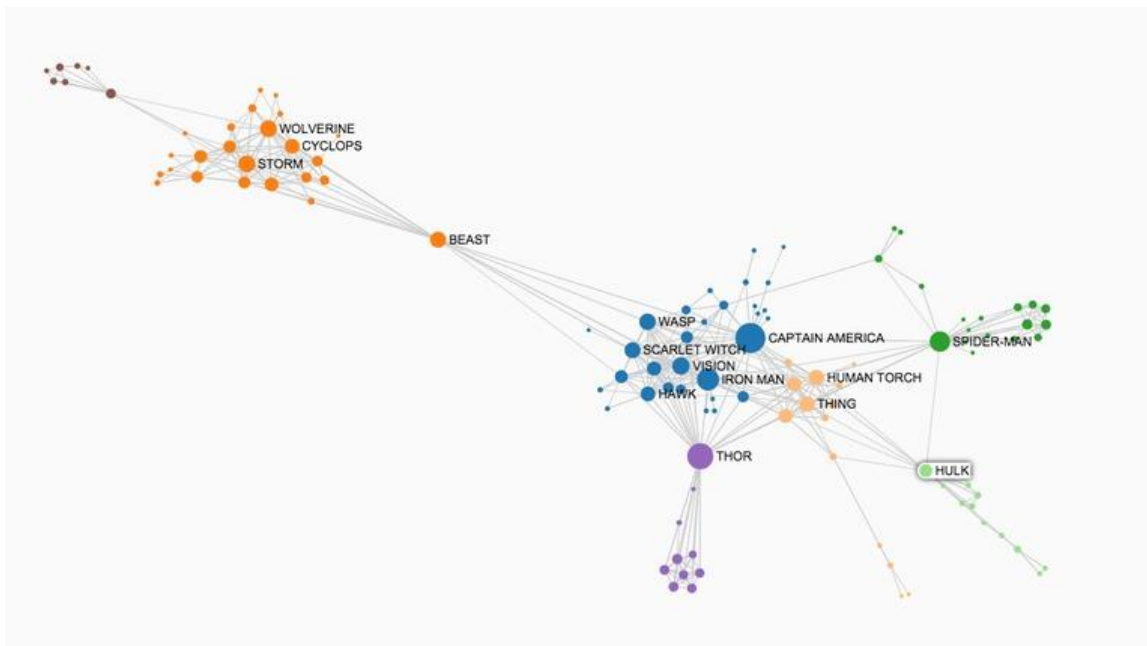 WOLVERINE
CYCLOPS
STORM
BEAST
WASP
CAPTAIN AMERICA
SCARLET WITCH
SPIDER-MAN
VISION
IRON MAN
HUMAN TORCH
HAWK
THING
THOR
HULK